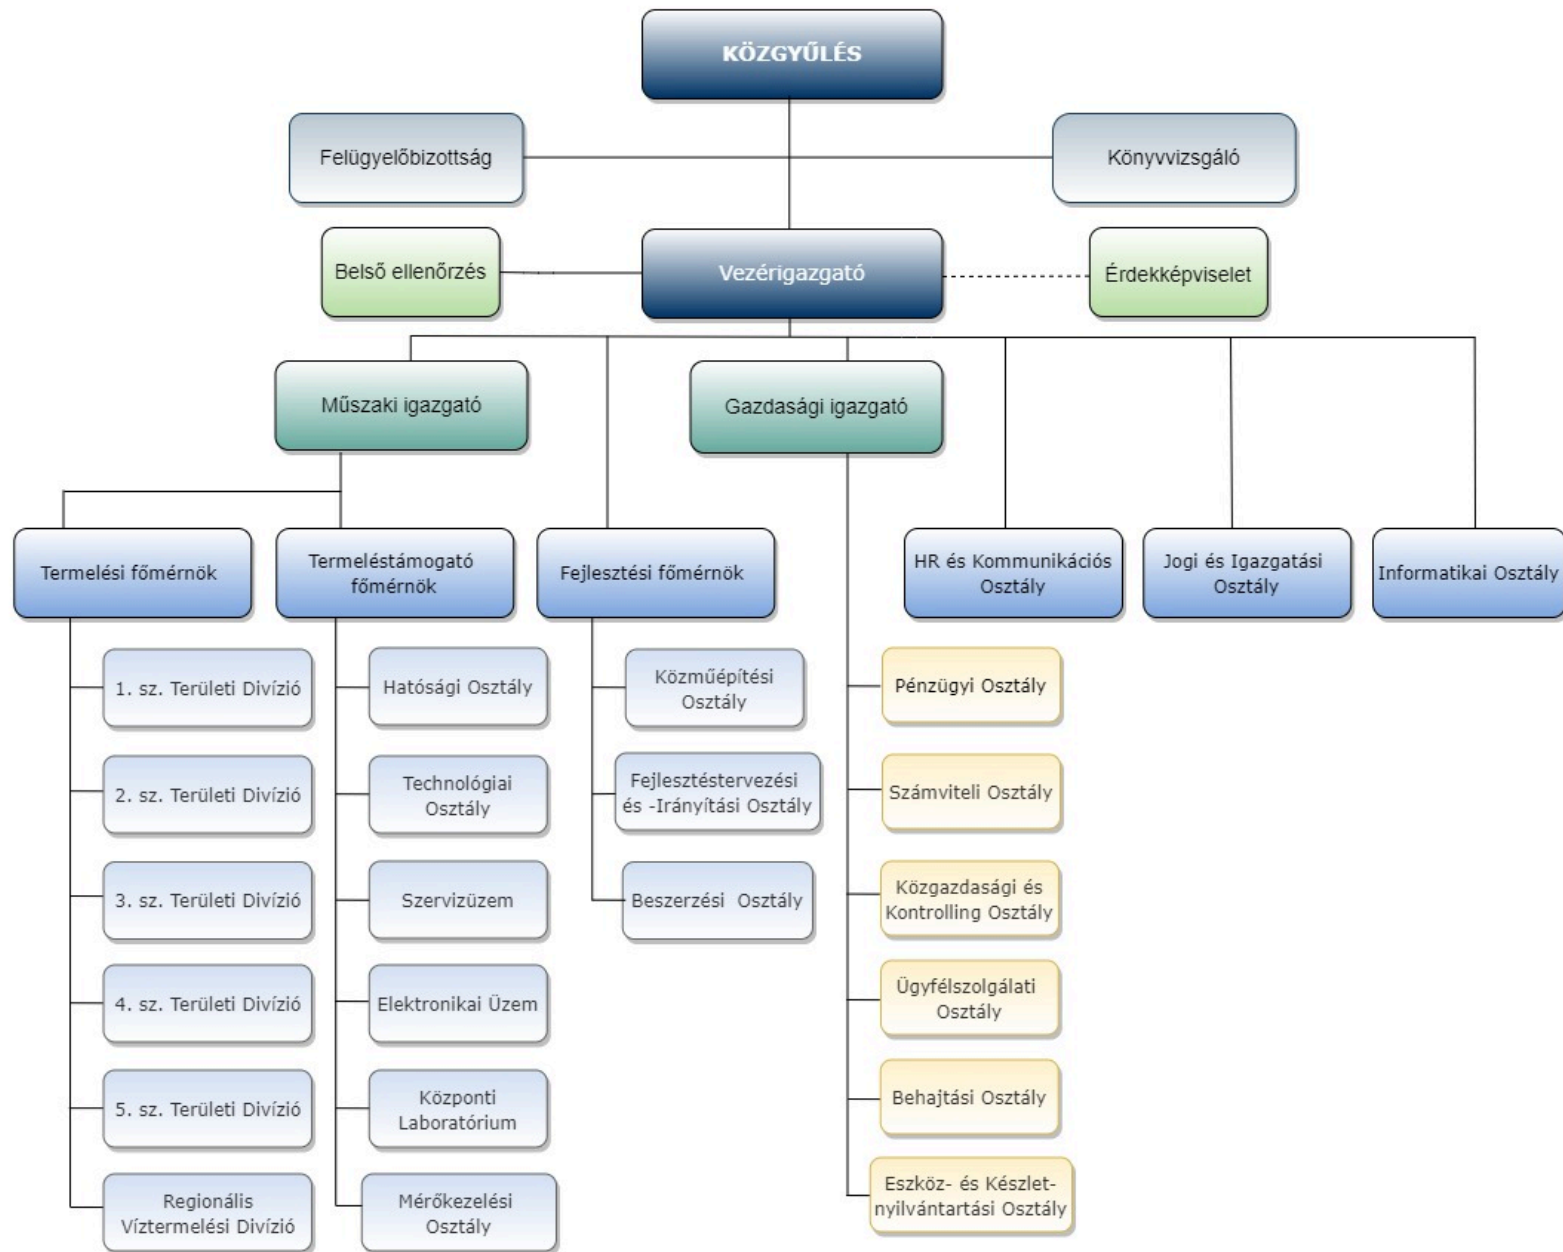 KÖZGYŰLÉS
Felügyelőbizottság
Könyvvizsgáló
Belső ellenőrzés
Vezérigazgató
Érdekképviselet
Műszaki igazgató
Gazdasági igazgató
Termelési főmérnök
Termeléstámogató
főmérnök
Fejlesztési főmérnök
HR és Kommunikációs
Osztály
Jogi és Igazgatási
Osztály
Informatikai Osztály
1. sz. Területi Divízió
2. sz. Területi Divízió
3. sz. Területi Divízió
4. sz. Területi Divízió
5. sz. Területi Divízió
Regionális
Víztermelési Divízió
Hatósági Osztály
Technológiai
Osztály
Szervizüzem
Elektronikai Üzem
Központi
Laboratórium
Mérőkezelési
Osztály
Közműépítési
Osztály
Fejlesztéstervezési
és -Irányítási Osztály
Beszerzési Osztály
Pénzügyi Osztály
Számviteli Osztály
Közgazdasági és
Kontrolling Osztály
Ügyfélszolgálati
Osztály
Behajtási Osztály
Eszköz- és Készlet-
nyilvántartási Osztály